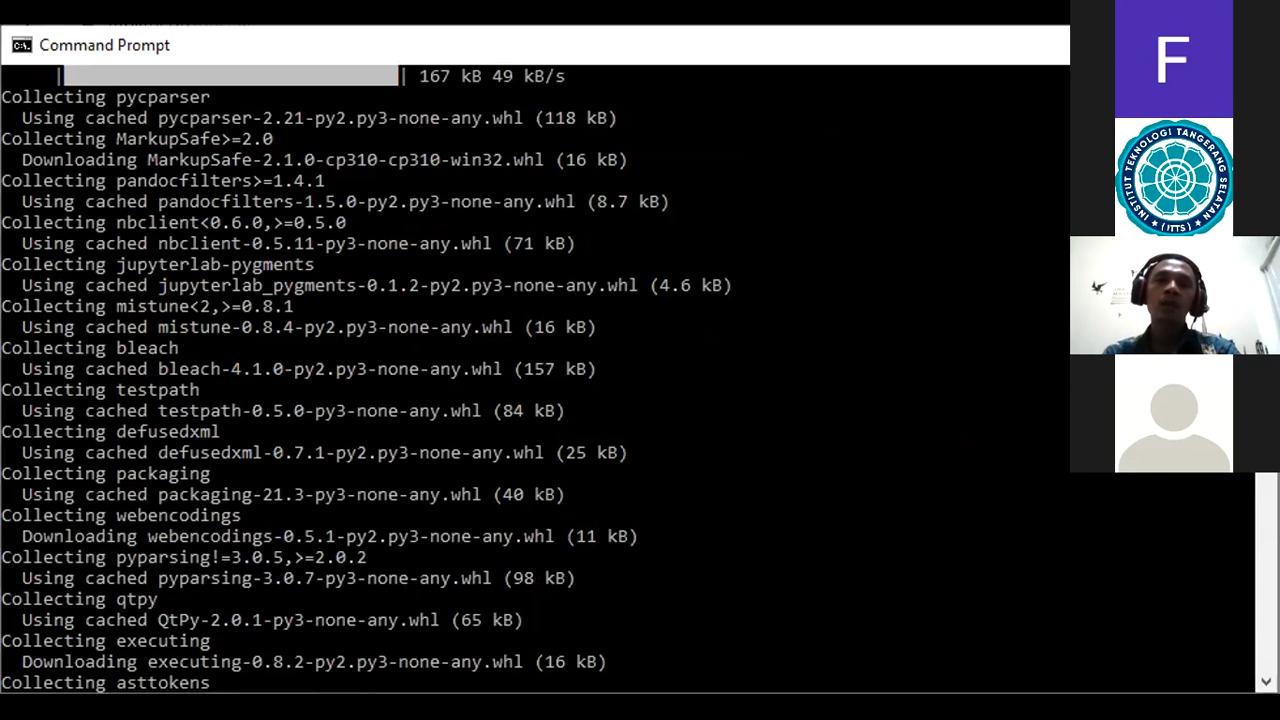 Command Prompt
| | 167 kB 49 kB/s
Collecting pycparser
Using cached pycparser-2.21-py2.py3-none-any.whl (118 kB)
Collecting MarkupSafe>=2.0
Downloading MarkupSafe-2.1.0-cp310-cp310-win32.whl (16 kB)
Collecting pandocfilters>=1.4.1
Using cached pandocfilters-1.5.0-py2.py3-none-any.whl (8.7 kB)
Collecting nbclient<0.6.0,>=0.5.0
Using cached nbclient-0.5.11-py3-none-any.whl (71 kB)
Collecting jupyterlab-pygments
Using cached jupyterlab_pygments-0.1.2-py2.py3-none-any.whl (4.6 kB)
Collecting mistune<2,>=0.8.1
Using cached mistune-0.8.4-py2.py3-none-any.whl (16 kB)
Collecting bleach
Using cached bleach-4.1.0-py2.py3-none-any.whl (157 kB)
Collecting testpath
Using cached testpath-0.5.0-py3-none-any.whl (84 kB)
Collecting defusedxml
Using cached defusedxml-0.7.1-py2.py3-none-any.whl (25 kB)
Collecting packaging
Using cached packaging-21.3-py3-none-any.whl (40 kB)
Collecting webencodings
Downloading webencodings-0.5.1-py2.py3-none-any.whl (11 kB)
Collecting pyparsing!=3.0.5,>=2.0.2
Using cached pyparsing-3.0.7-py3-none-any.whl (98 kB)
Collecting qtpy
Using cached QtPy-2.0.1-py3-none-any.whl (65 kB)
Collecting executing
Downloading executing-0.8.2-py2.py3-none-any.whl (16 kB)
Collecting asttokens
F
INSTITUT TEKNOLOGI TANGERANG SELATAN
(ITTS)